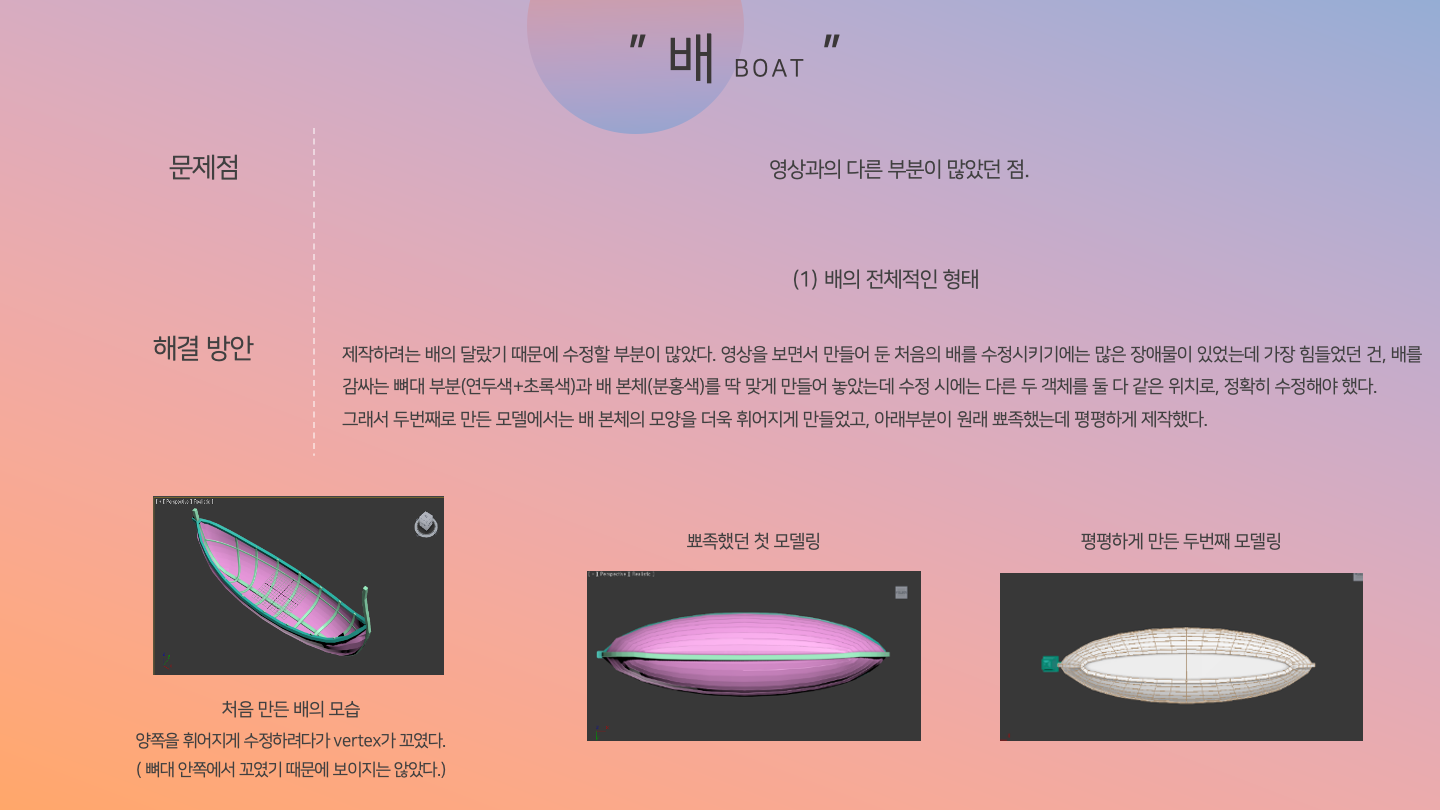 " 배 BOAT "
문제점
영상과의 다른 부분이 많았던 점.
(1) 배의 전체적인 형태
해결 방안
제작하려는 배의 달랐기 때문에 수정할 부분이 많았다. 영상을 보면서 만들어 둔 처음의 배를 수정시키기에는 많은 장애물이 있었는데 가장 힘들었던 건, 배를
감싸는 뼈대 부분(연두색+초록색)과 배 본체(분홍색)를 딱 맞게 만들어 놓았는데 수정 시에는 다른 두 객체를 둘 다 같은 위치로, 정확히 수정해야 했다.
그래서 두번째로 만든 모델에서는 배 본체의 모양을 더욱 휘어지게 만들었고, 아래부분이 원래 뾰족했는데 평평하게 제작했다.
[ + ] [ Perspective ] [ Realistic ]
처음 만든 배의 모습
양쪽을 휘어지게 수정하려다가 vertex가 꼬였다.
( 뼈대 안쪽에서 꼬였기 때문에 보이지는 않았다.)
뾰족했던 첫 모델링
[ + ] [ Perspective ] [ Realistic ]
평평하게 만든 두번째 모델링